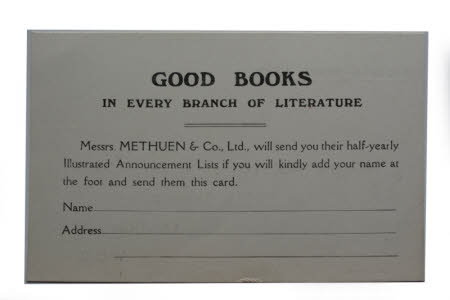 GOOD BOOKS
IN EVERY BRANCH OF LITERATURE
Messrs. METHUEN & Co., Ltd., will send you their half-yearly
Illustrated Announcement Lists if you will kindly add your name at
the foot and send them this card.
Name
Address